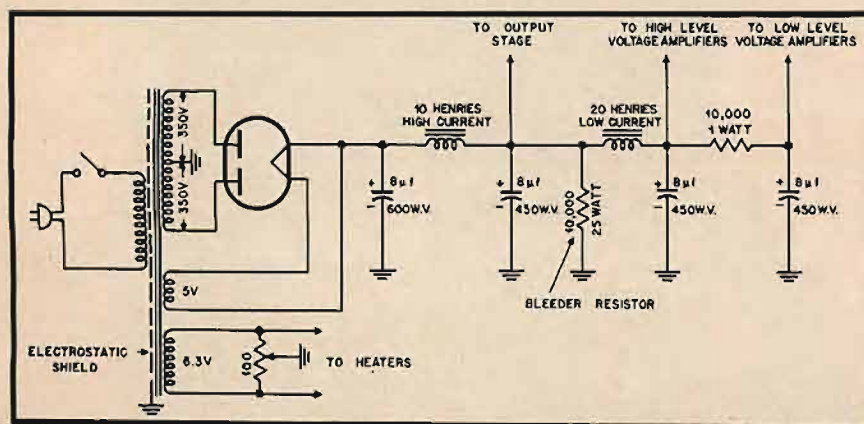 TO OUTPUT
STAGE
TO HIGH LEVEL
VOLTAGE AMPLIFIERS
TO LOW LEVEL
VOLTAGE AMPLIFIERS
10 HENRIES
HIGH CURRENT
20 HENRIES
LOW CURRENT
10,000
1 WATT
350V
350V
8µf
600W.V.
8µf
450W.V.
10,000
25 WATT
8µf
450W.V.
8µf
450W.V.
BLEEDER RESISTOR
5V
ELECTROSTATIC
SHIELD
6.3V
100
TO HEATERS